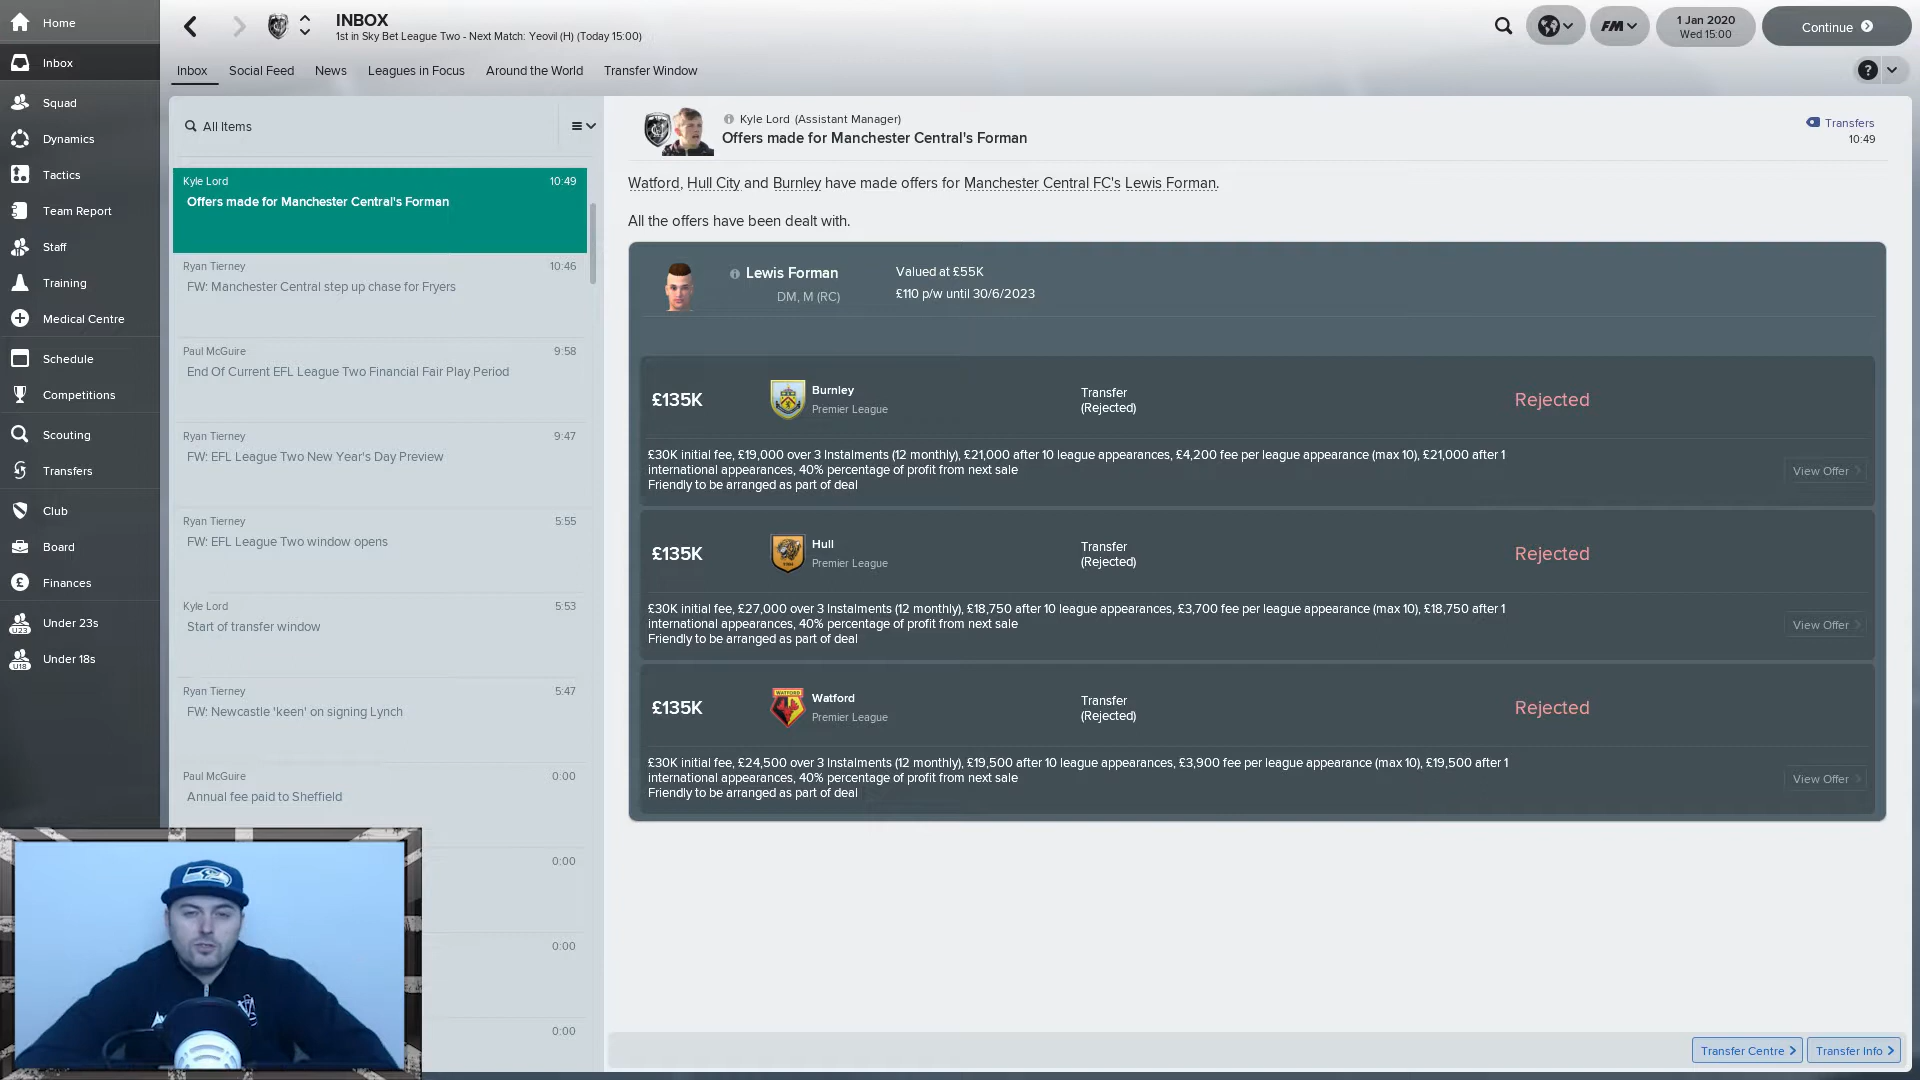 Home
Inbox
Squad
Dynamics
Tactics
Team Report
Staff
Training
Medical Centre
Schedule
Competitions
Scouting
Transfers
Club
Board
Finances
U23
Under 23s
U18
Under 18s
INBOX
1st in Sky Bet League Two - Next Match: Yeovil (H) (Today 15:00)
FM
1 Jan 2020
Wed 15:00
Continue
Inbox
Social Feed
News
Leagues in Focus
Around the World
Transfer Window
?
All Items
Kyle Lord 10:49
Offers made for Manchester Central's Forman
Ryan Tierney 10:46
FW: Manchester Central step up chase for Fryers
Paul McGuire 9:58
End Of Current EFL League Two Financial Fair Play Period
Ryan Tierney 9:47
FW: EFL League Two New Year's Day Preview
Ryan Tierney 5:55
FW: EFL League Two window opens
Kyle Lord 5:53
Start of transfer window
Ryan Tierney 5:47
FW: Newcastle 'keen' on signing Lynch
Paul McGuire 0:00
Annual fee paid to Sheffield
0:00
0:00
0:00
Kyle Lord (Assistant Manager)
Offers made for Manchester Central's Forman
Transfers
10:49
Watford, Hull City and Burnley have made offers for Manchester Central FC's Lewis Forman.
All the offers have been dealt with.
Lewis Forman
DM, M (RC)
Valued at £55K
£110 p/w until 30/6/2023
£135K
Burnley
Premier League
Transfer
(Rejected)
Rejected
£30K initial fee, £19,000 over 3 Instalments (12 monthly), £21,000 after 10 league appearances, £4,200 fee per league appearance (max 10), £21,000 after 1
international appearances, 40% percentage of profit from next sale
Friendly to be arranged as part of deal
View Offer
£135K
Hull
Premier League
Transfer
(Rejected)
Rejected
£30K initial fee, £27,000 over 3 Instalments (12 monthly), £18,750 after 10 league appearances, £3,700 fee per league appearance (max 10), £18,750 after 1
international appearances, 40% percentage of profit from next sale
Friendly to be arranged as part of deal
View Offer
£135K
WATFORD
Watford
Premier League
Transfer
(Rejected)
Rejected
£30K initial fee, £24,500 over 3 Instalments (12 monthly), £19,500 after 10 league appearances, £3,900 fee per league appearance (max 10), £19,500 after 1
international appearances, 40% percentage of profit from next sale
Friendly to be arranged as part of deal
View Offer
Transfer Centre
Transfer Info